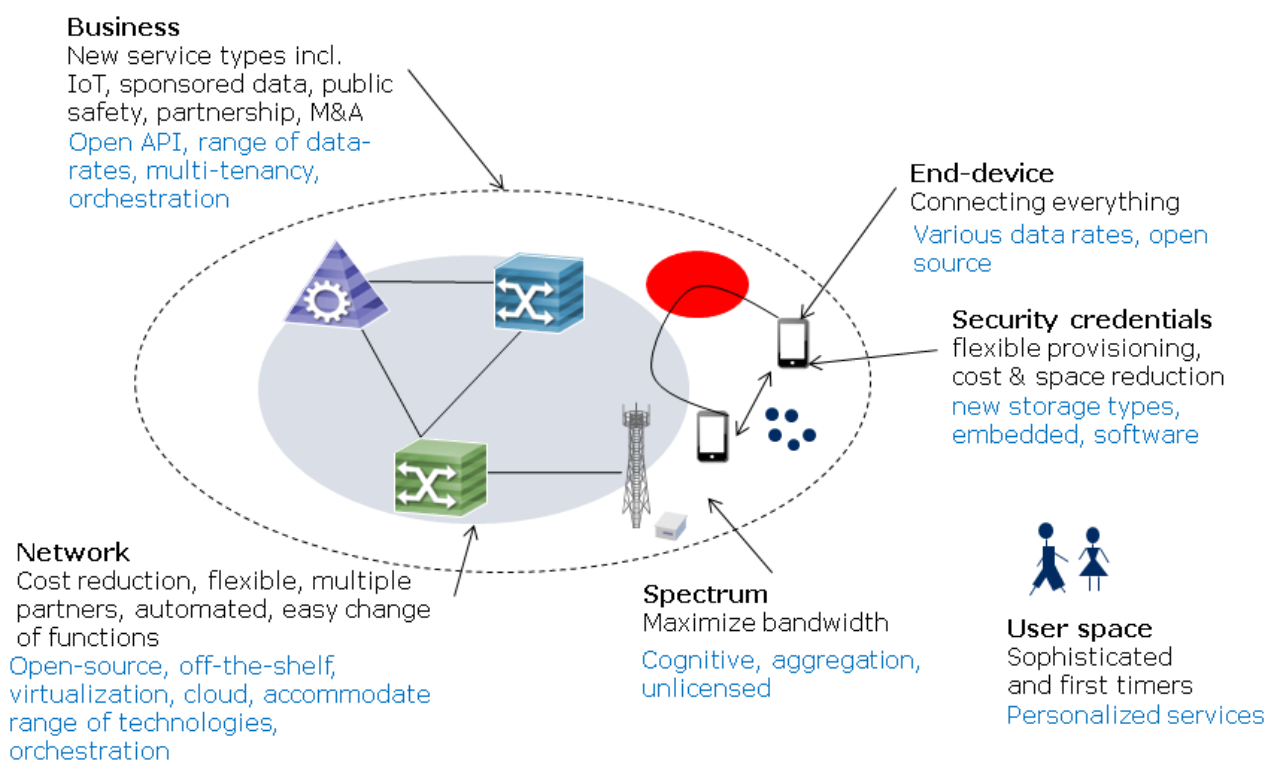 Business
New service types incl.
IoT, sponsored data, public
safety, partnership, M&A
Open API, range of data-
rates, multi-tenancy,
orchestration
End-device
Connecting everything
Various data rates, open
source
Security credentials
flexible provisioning,
cost & space reduction
new storage types,
embedded, software
Network
Cost reduction, flexible, multiple
partners, automated, easy change
of functions
Open-source, off-the-shelf,
virtualization, cloud, accommodate
range of technologies,
orchestration
Spectrum
Maximize bandwidth
Cognitive, aggregation,
unlicensed
User space
Sophisticated
and first timers
Personalized services